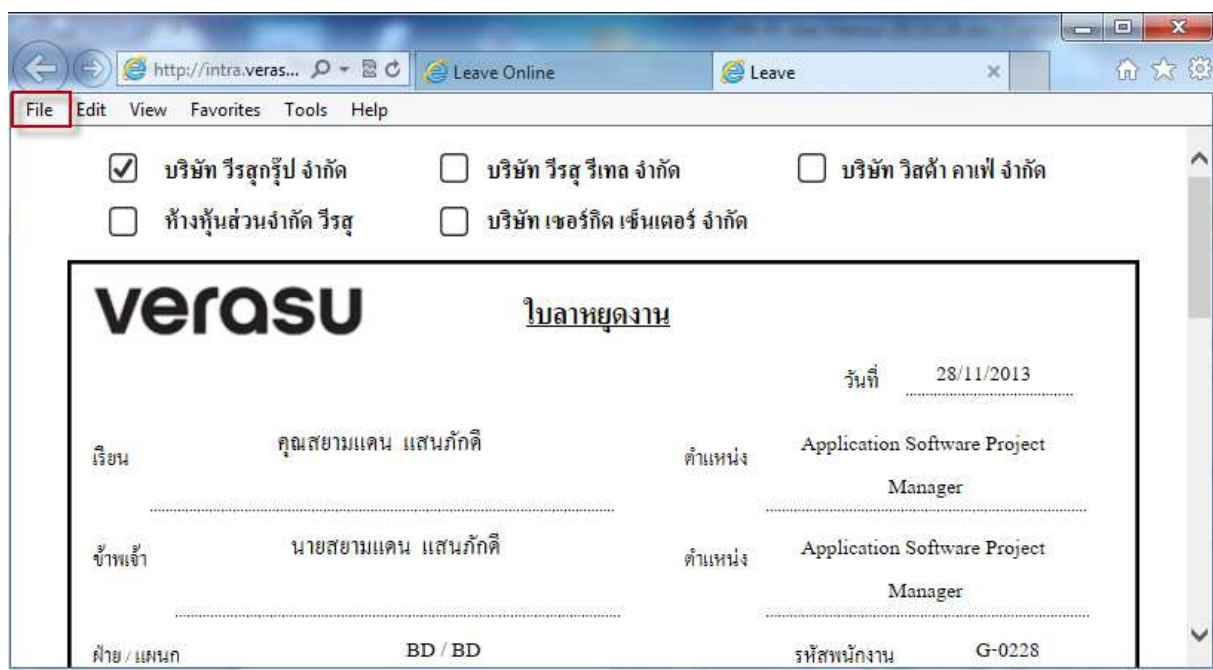 http://intra.veras... Leave Online Leave
File Edit View Favorites Tools Help
บริษัท วีรสุกรุ๊ป จำกัด บริษัท วีรสุ รีเทล จำกัด บริษัท วิสด้า คาเฟ่ จำกัด
ห้างหุ้นส่วนจำกัด วีรสุ บริษัท เซอร์กิต เซ็นเตอร์ จำกัด
verasu ใบลาหยุดงาน
วันที่ 28/11/2013
เรียน คุณสยามแดน แสนภักดี ตำแหน่ง Application Software Project
Manager
ข้าพเจ้า นายสยามแดน แสนภักดี ตำแหน่ง Application Software Project
Manager
ฝ่าย / แผนก BD / BD รหัสพนักงาน G-0228